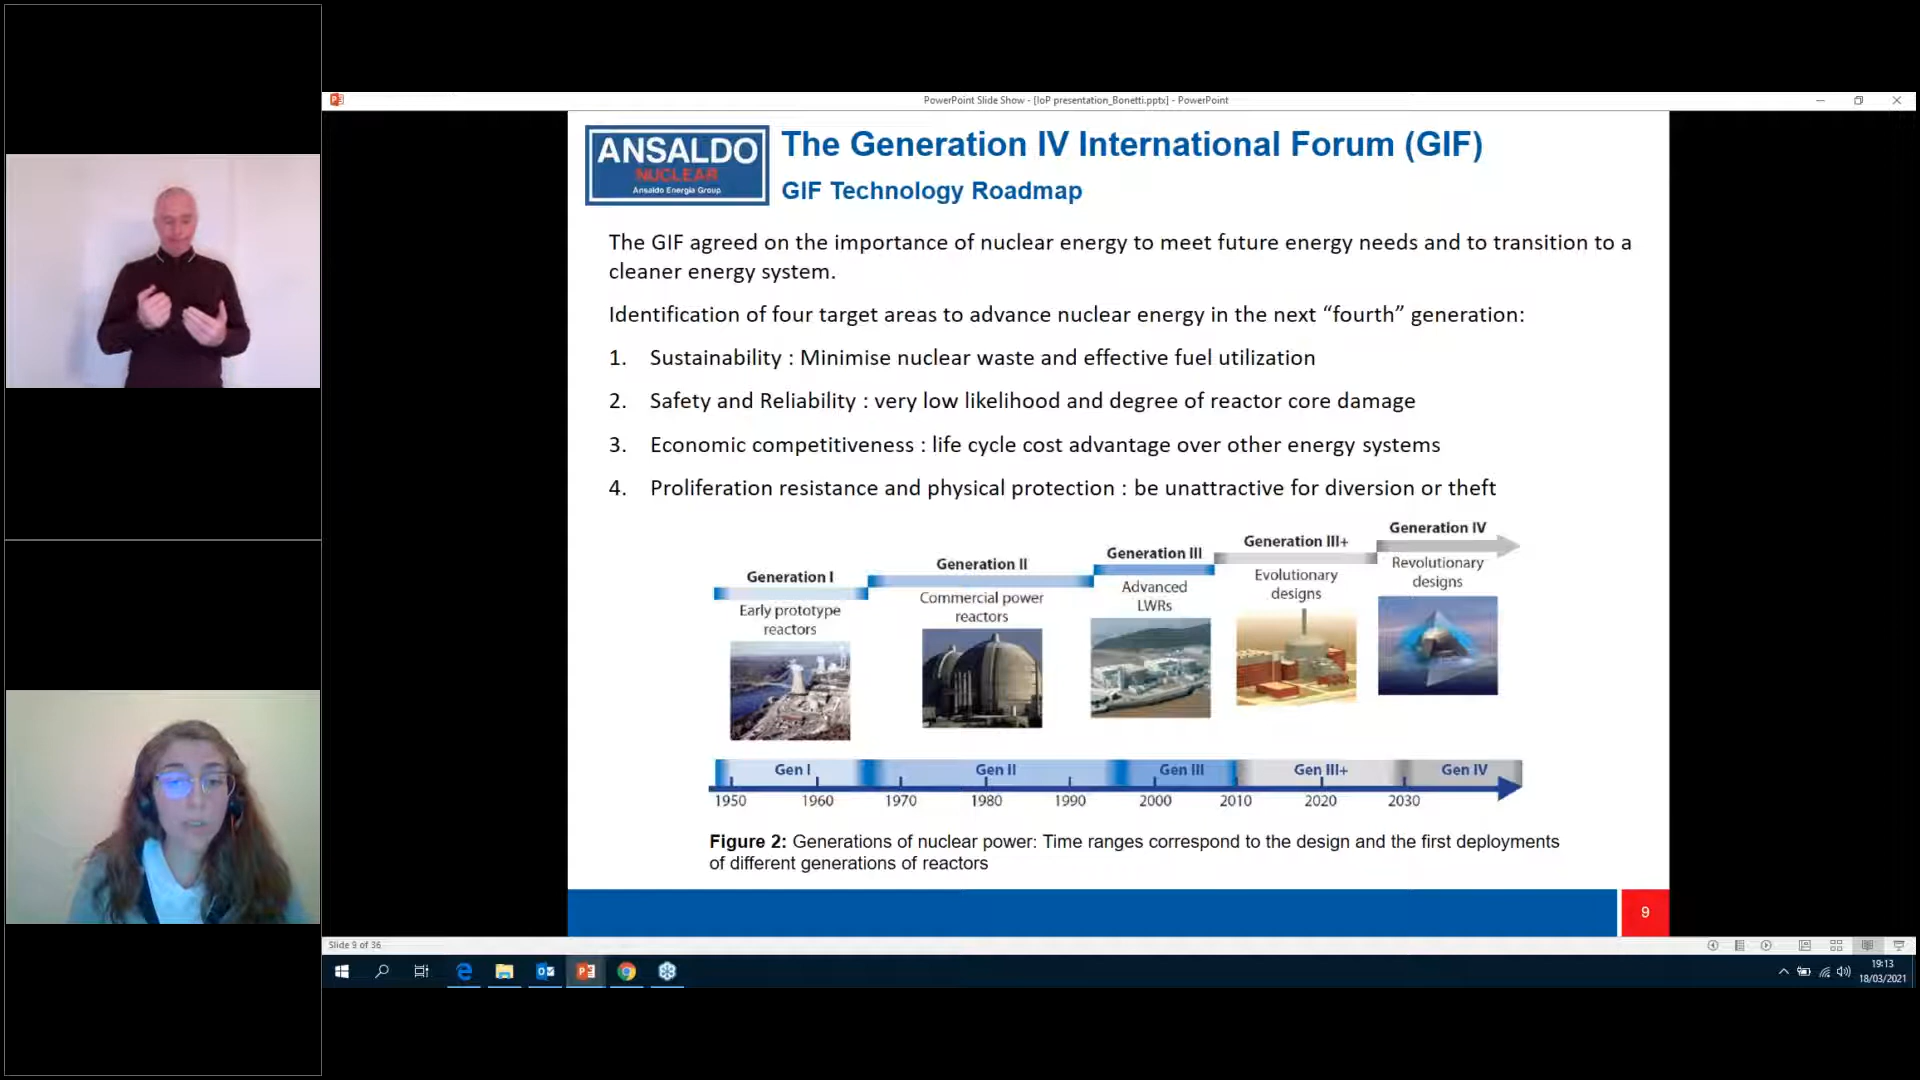 PowerPoint Slide Show - [IoP presentation_Bonetti.pptx] - PowerPoint
ANSALDO
NUCLEAR
Ansaldo Energia Group
The Generation IV International Forum (GIF)
GIF Technology Roadmap
The GIF agreed on the importance of nuclear energy to meet future energy needs and to transition to a
cleaner energy system.
Identification of four target areas to advance nuclear energy in the next “fourth” generation:
1. Sustainability : Minimise nuclear waste and effective fuel utilization
2. Safety and Reliability : very low likelihood and degree of reactor core damage
3. Economic competitiveness : life cycle cost advantage over other energy systems
4. Proliferation resistance and physical protection : be unattractive for diversion or theft
Generation I
Early prototype
reactors
Generation II
Commercial power
reactors
Generation III
Advanced
LWRs
Generation III+
Evolutionary
designs
Generation IV
Revolutionary
designs
Gen I Gen II Gen III Gen III+ Gen IV
1950 1960 1970 1980 1990 2000 2010 2020 2030
Figure 2: Generations of nuclear power: Time ranges correspond to the design and the first deployments
of different generations of reactors
9
Slide 9 of 36
19:13
18/03/2021